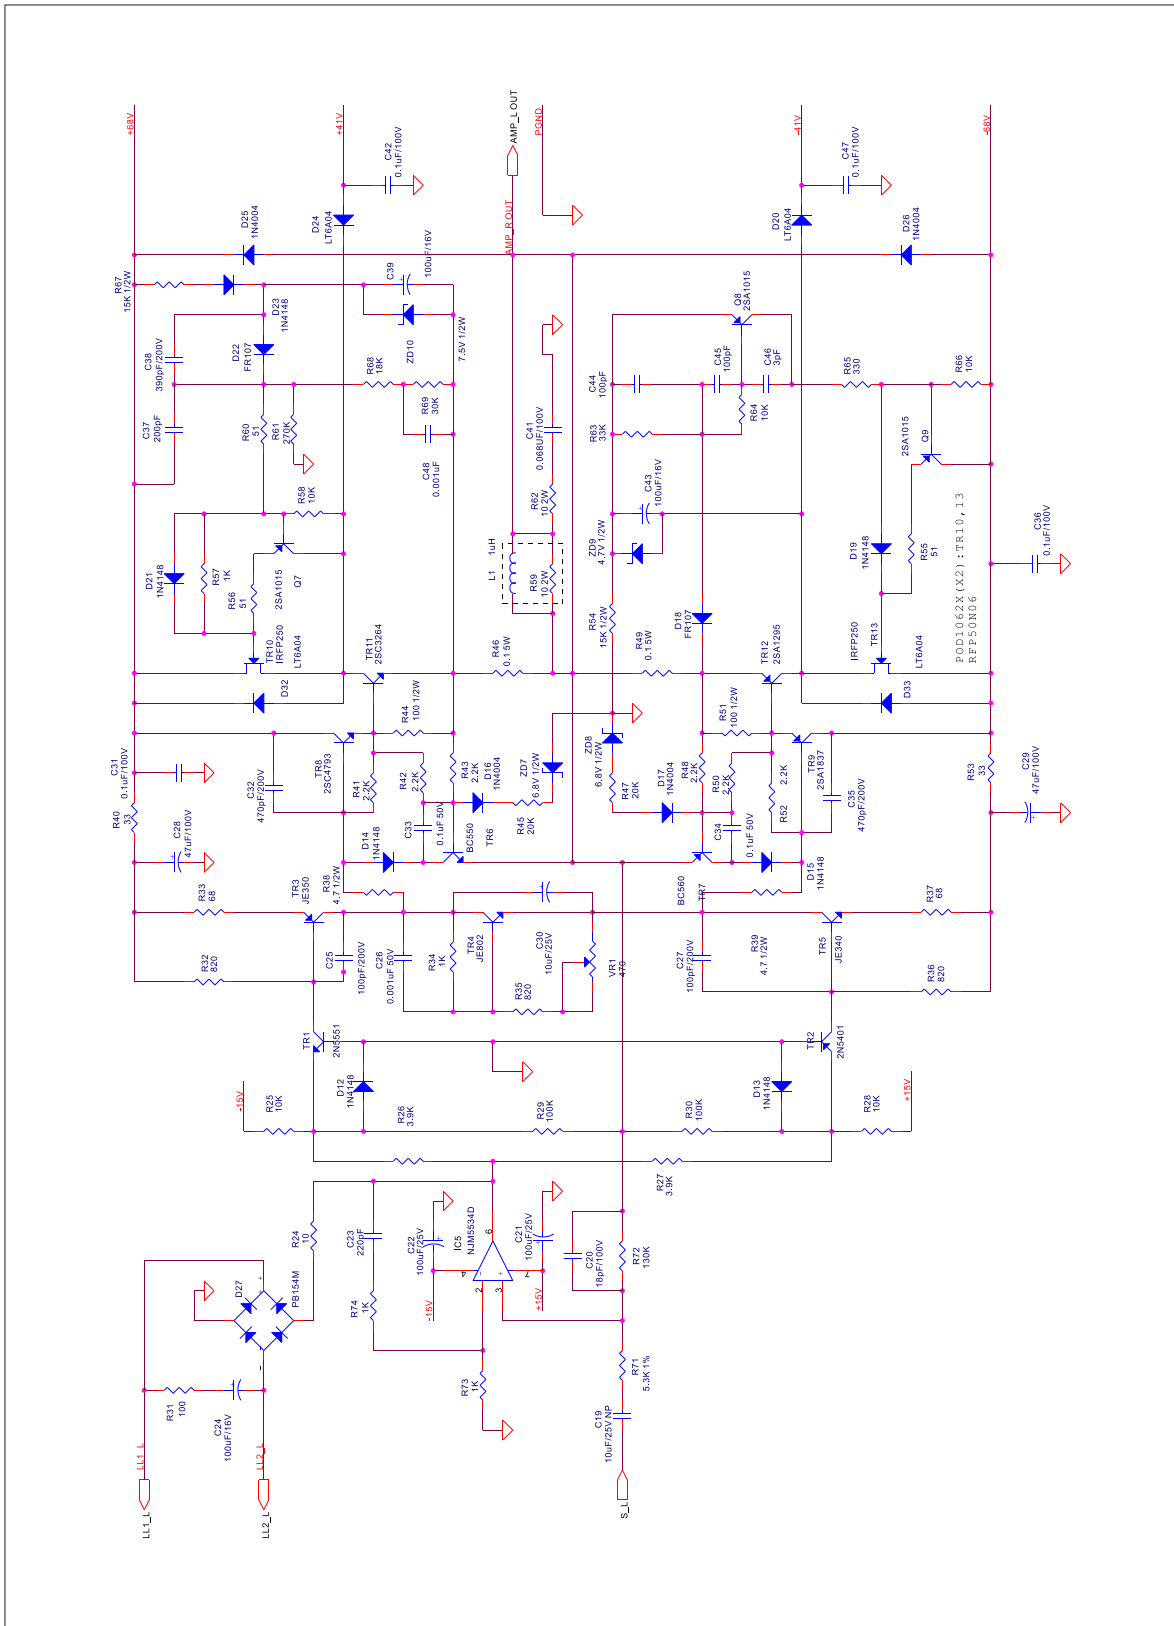 +68V
+41V
AMP_L OUT
PGND
-41V
-68V
C42
0.1uF/100V
C47
0.1uF/100V
D25
1N4004
D24
LT6A04
AMP_R OUT
D20
LT6A04
D26
1N4004
R67
15K 1/2W
D23
1N4148
C39
100uF/16V
ZD10
7.5V 1/2W
Q8
2SA1015
C38
390pF/200V
D22
FR107
R68
18K
R69
30K
C44
100pF
C45
100pF
C46
3pF
R65
330
R66
10K
C37
200pF
R60
51
R61
270K
C48
0.001uF
C41
0.068UF/100V
R63
33K
R64
10K
2SA1015
Q9
R58
10K
R62
10 2W
C43
100uF/16V
D21
1N4148
R57
1K
R56
51
2SA1015
Q7
L1
1uH
R59
10 2W
ZD9
4.7V 1/2W
D19
1N4148
R55
51
C36
0.1uF/100V
POD1062X(X2):TR10,13
RFP50N06
TR10
IRFP250
LT6A04
D32
TR11
2SC3264
R46
0.1 5W
R54
15K 1/2W
R49
0.1 5W
D18
FR107
TR12
2SA1295
IRFP250
TR13
LT6A04
D33
C31
0.1uF/100V
R40
33
C32
470pF/200V
TR8
2SC4793
R44
100 1/2W
R41
2.2K
R42
2.2K
R43
2.2K
D16
1N4004
ZD7
6.8V 1/2W
R45
20K
ZD8
6.8V 1/2W
R47
20K
D17
1N4004
R48
2.2K
R51
100 1/2W
R50
2.2K
R52
2.2K
TR9
2SA1837
C35
470pF/200V
R53
33
C29
47uF/100V
C28
47uF/100V
D14
1N4148
C33
0.1uF 50V
BC550
TR6
BC560
TR7
C34
0.1uF 50V
D15
1N4148
R33
68
TR3
JE350
R38
4.7 1/2W
R32
820
C25
100pF/200V
C26
0.001uF 50V
R34
1K
TR4
JE802
C30
10uF/25V
R35
820
VR1
470
C27
100pF/200V
R39
4.7 1/2W
TR5
JE340
R37
68
R36
820
TR1
2N5551
TR2
2N5401
-15V
R25
10K
D12
1N4148
R26
3.9K
R29
100K
R30
100K
D13
1N4148
R28
10K
+15V
R27
3.9K
R24
10
C23
220pF
C22
100uF/25V
IC5
NJM5534D
C21
100uF/25V
C20
18pF/100V
R72
130K
6
4
7
2
3
-15V
+15V
D27
PB154M
R74
1K
R73
1K
R71
5.3K 1%
R31
100
C24
100uF/16V
C19
10uF/25V NP
LL1_L
LL2_L
LL1_L
LL2_L
S_L